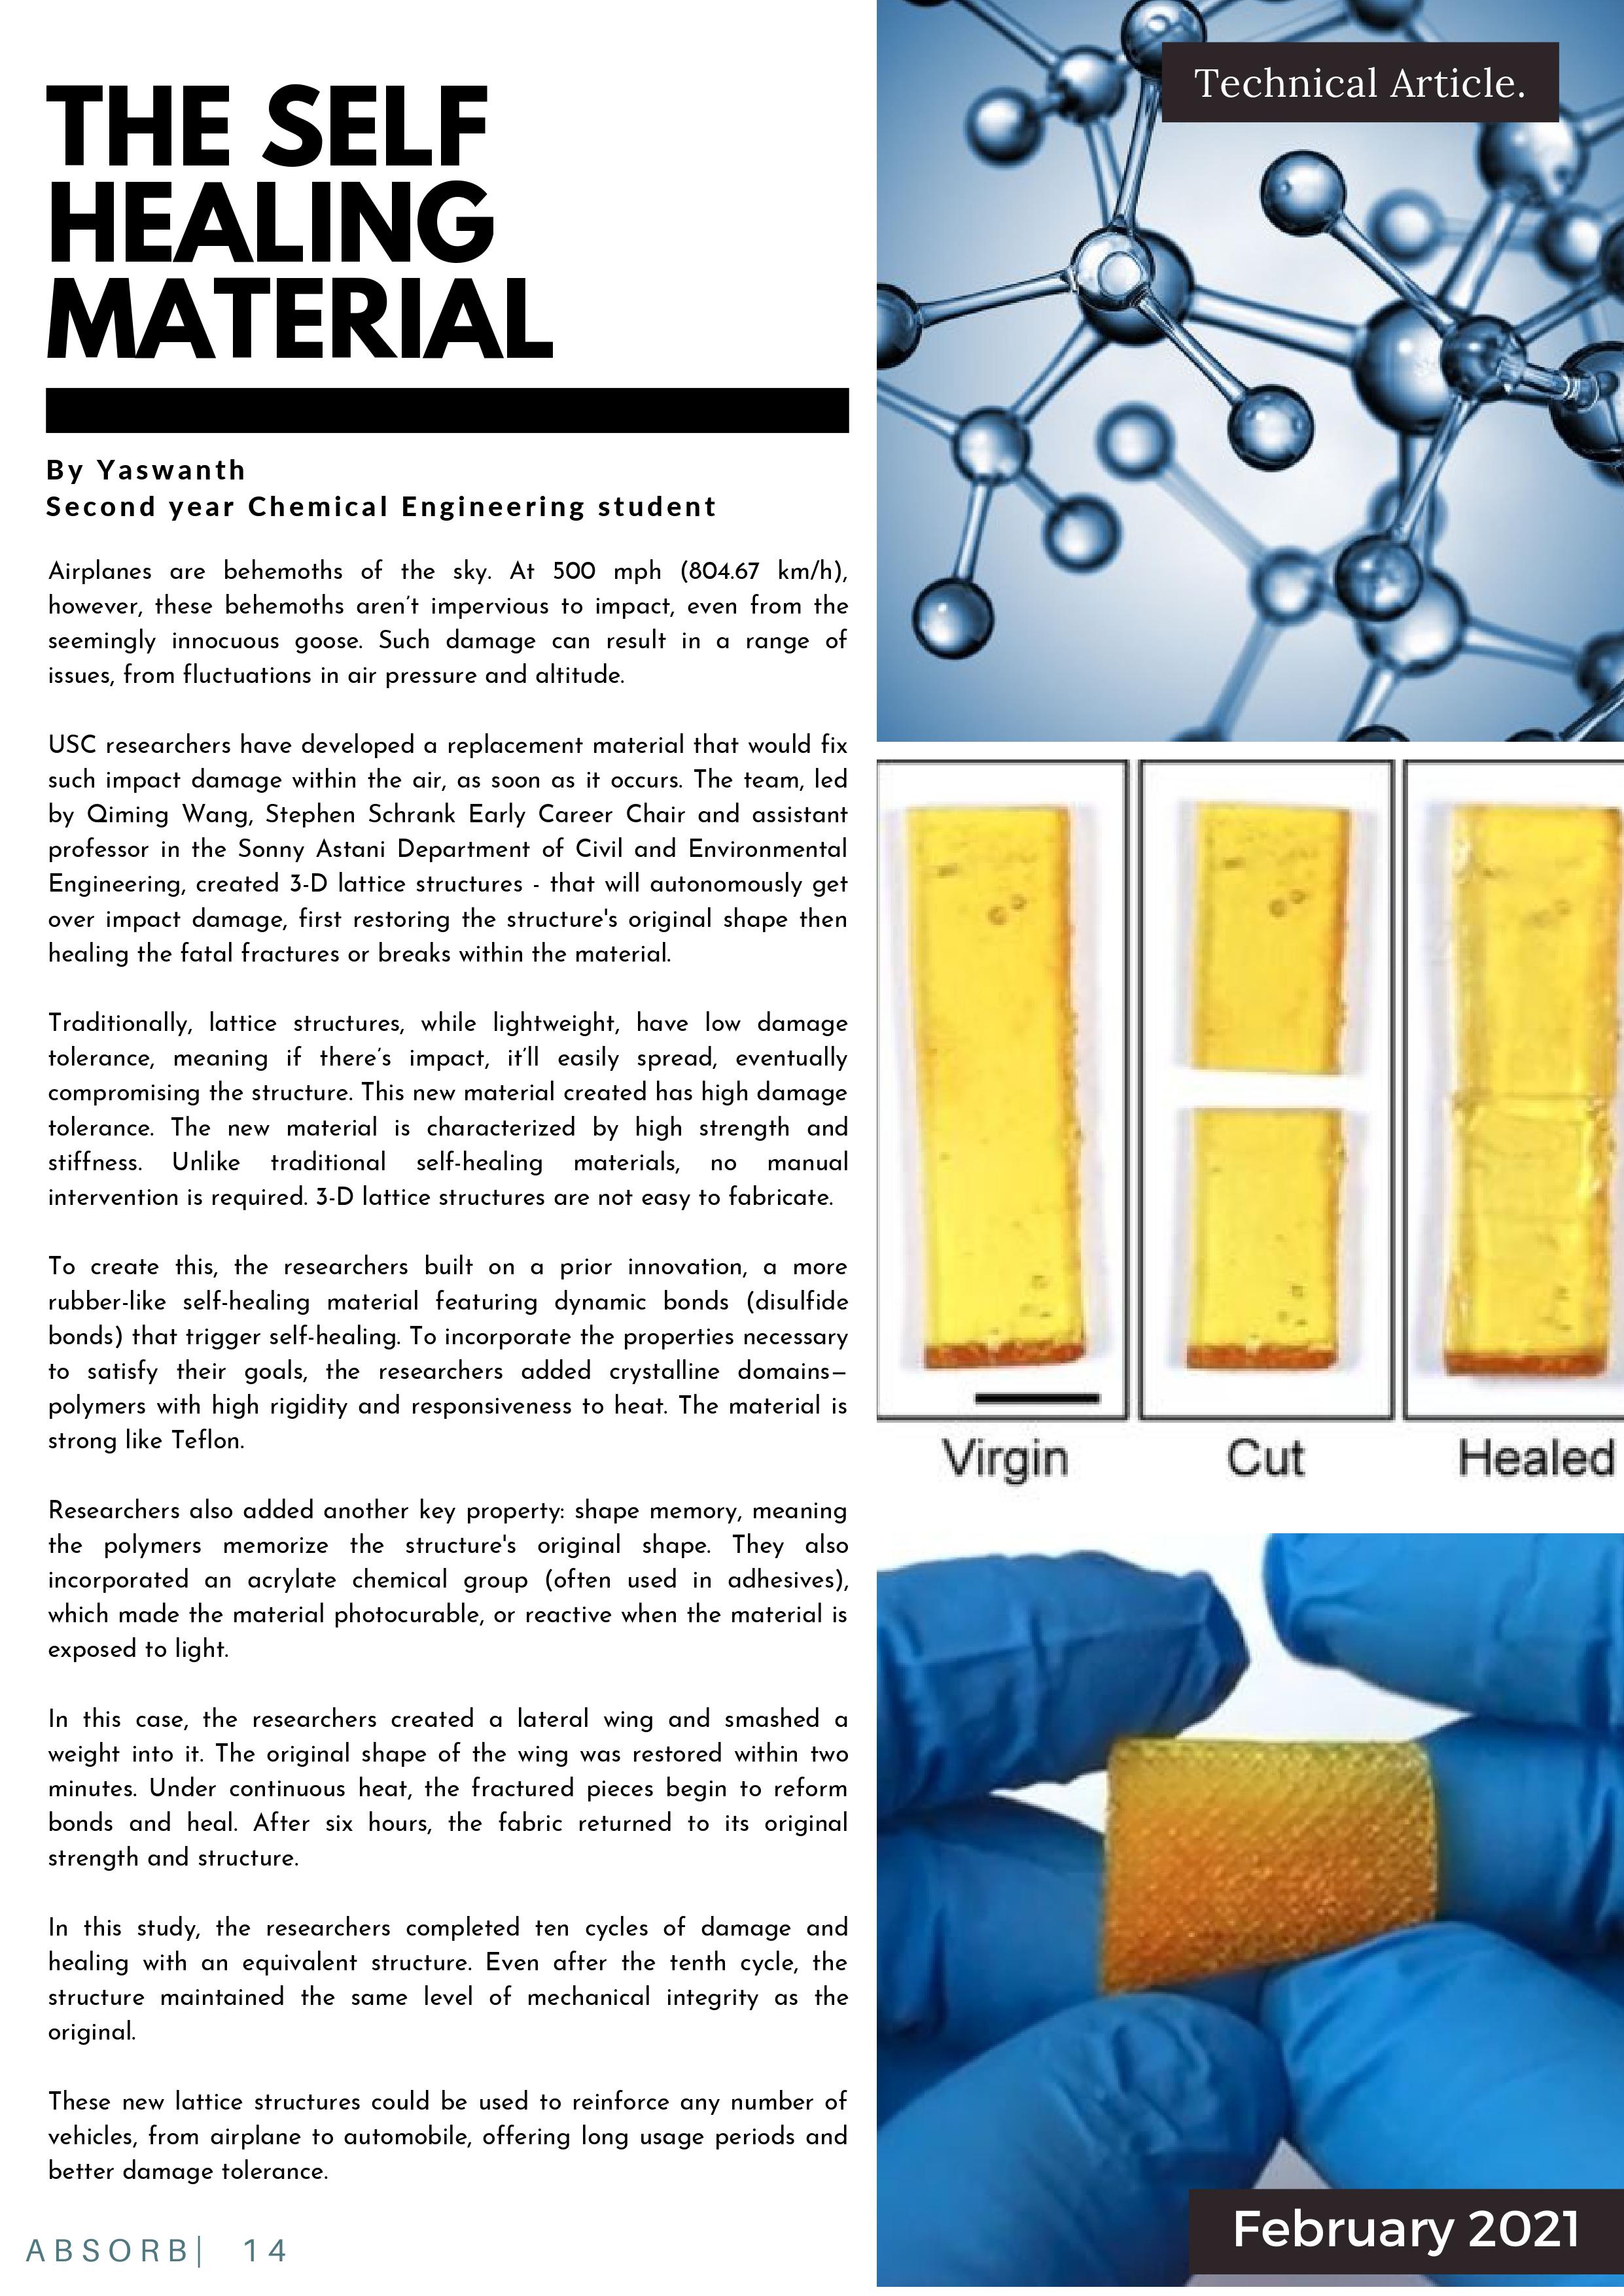 Technical Article.
THE SELF
HEALING
MATERIAL
By Yaswanth
Second year Chemical Engineering student
Airplanes are behemoths of the sky. At 500 mph (804.67 km/h),
however, these behemoths aren’t impervious to impact, even from the
seemingly innocuous goose. Such damage can result in a range of
issues, from fluctuations in air pressure and altitude.
USC researchers have developed a replacement material that would fix
such impact damage within the air, as soon as it occurs. The team, led
by Qiming Wang, Stephen Schrank Early Career Chair and assistant
professor in the Sonny Astani Department of Civil and Environmental
Engineering, created 3-D lattice structures - that will autonomously get
over impact damage, first restoring the structure's original shape then
healing the fatal fractures or breaks within the material.
Traditionally, lattice structures, while lightweight, have low damage
tolerance, meaning if there’s impact, it’ll easily spread, eventually
compromising the structure. This new material created has high damage
tolerance. The new material is characterized by high strength and
stiffness. Unlike traditional self-healing materials, no manual
intervention is required. 3-D lattice structures are not easy to fabricate.
To create this, the researchers built on a prior innovation, a more
rubber-like self-healing material featuring dynamic bonds (disulfide
bonds) that trigger self-healing. To incorporate the properties necessary
to satisfy their goals, the researchers added crystalline domains—
polymers with high rigidity and responsiveness to heat. The material is
strong like Teflon.
Researchers also added another key property: shape memory, meaning
the polymers memorize the structure's original shape. They also
incorporated an acrylate chemical group (often used in adhesives),
which made the material photocurable, or reactive when the material is
exposed to light.
In this case, the researchers created a lateral wing and smashed a
weight into it. The original shape of the wing was restored within two
minutes. Under continuous heat, the fractured pieces begin to reform
bonds and heal. After six hours, the fabric returned to its original
strength and structure.
In this study, the researchers completed ten cycles of damage and
healing with an equivalent structure. Even after the tenth cycle, the
structure maintained the same level of mechanical integrity as the
original.
These new lattice structures could be used to reinforce any number of
vehicles, from airplane to automobile, offering long usage periods and
better damage tolerance.
Virgin
Cut
Healed
ABSORB| 14
February 2021